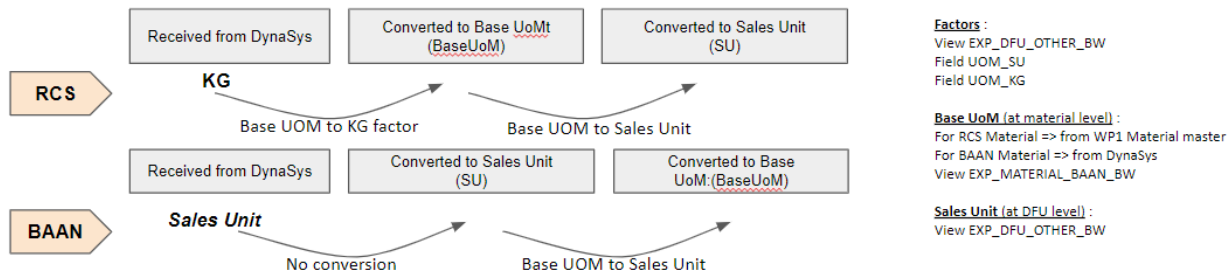 Received from DynaSys
Converted to Base UoMt
(BaseUoM)
Converted to Sales Unit
(SU)
RCS
KG
Base UOM to KG factor
Base UOM to Sales Unit
Received from DynaSys
Converted to Sales Unit
(SU)
Converted to Base
UoM:(BaseUoM)
BAAN
Sales Unit
No conversion
Base UOM to Sales Unit
Factors :
View EXP_DFU_OTHER_BW
Field UOM_SU
Field UOM_KG
Base UoM (at material level) :
For RCS Material => from WP1 Material master
For BAAN Material => from DynaSys
View EXP_MATERIAL_BAAN_BW
Sales Unit (at DFU level) :
View EXP_DFU_OTHER_BW